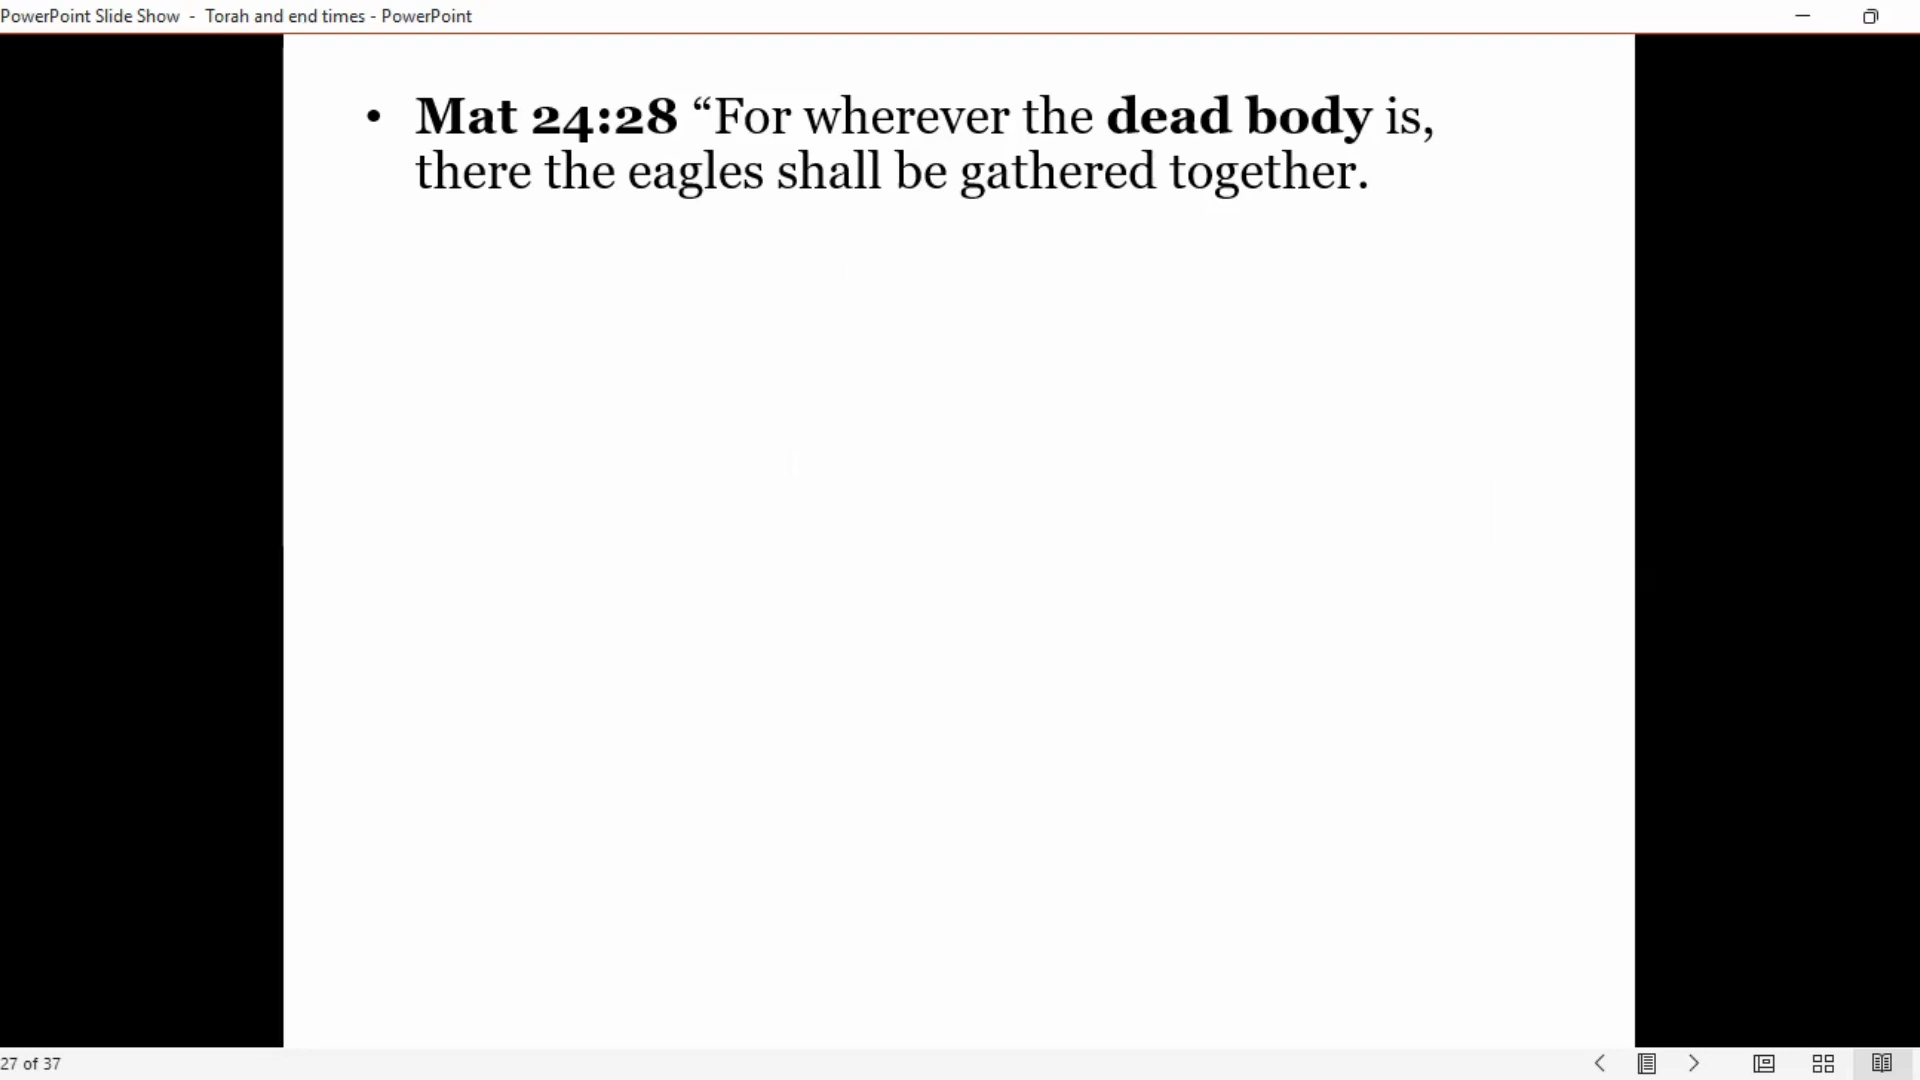 PowerPoint Slide Show - Torah and end times - PowerPoint
• Mat 24:28 “For wherever the dead body is,
there the eagles shall be gathered together.
27 of 37